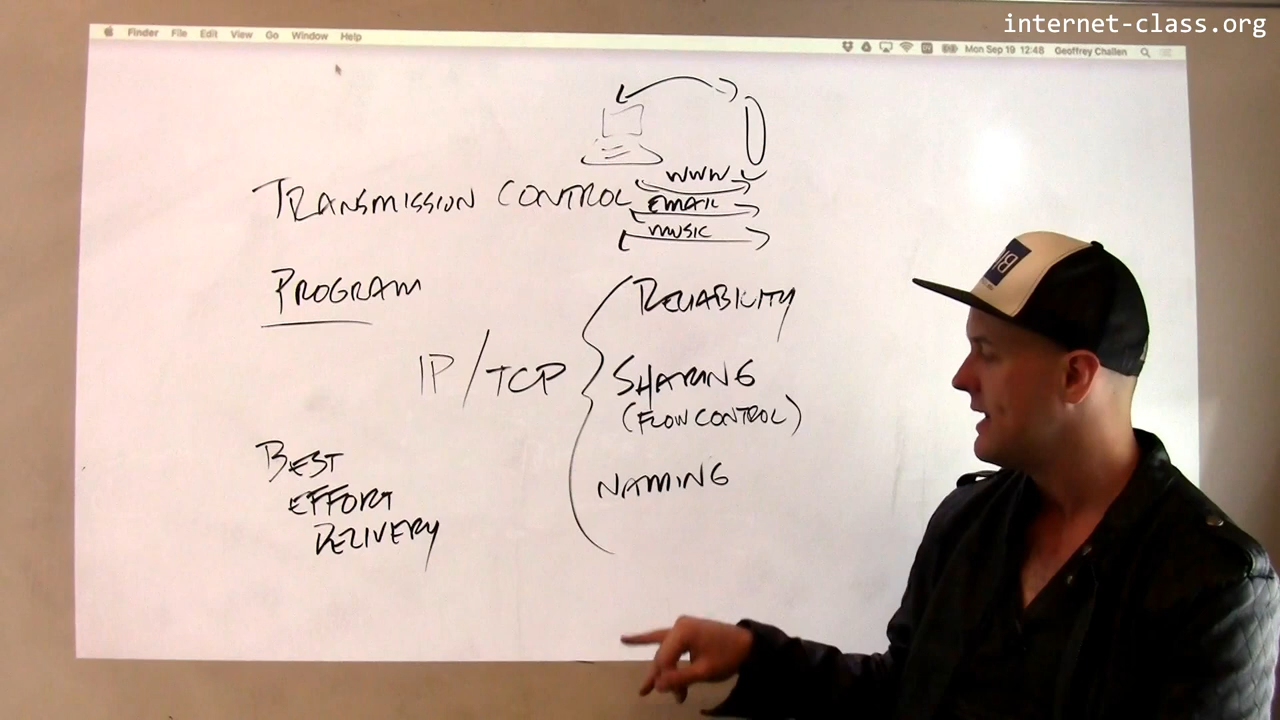 internet-class.org
Finder File Edit View Go Window Help
Mon Sep 19 12:48 Geoffrey Challen
WWW
TRANSMISSION CONTROL
EMAIL
MUSIC
PROGRAM
RELIABILITY
IP/TCP
SHARING
(FLOW CONTROL)
BEST
EFFORT
DELIVERY
NAMING